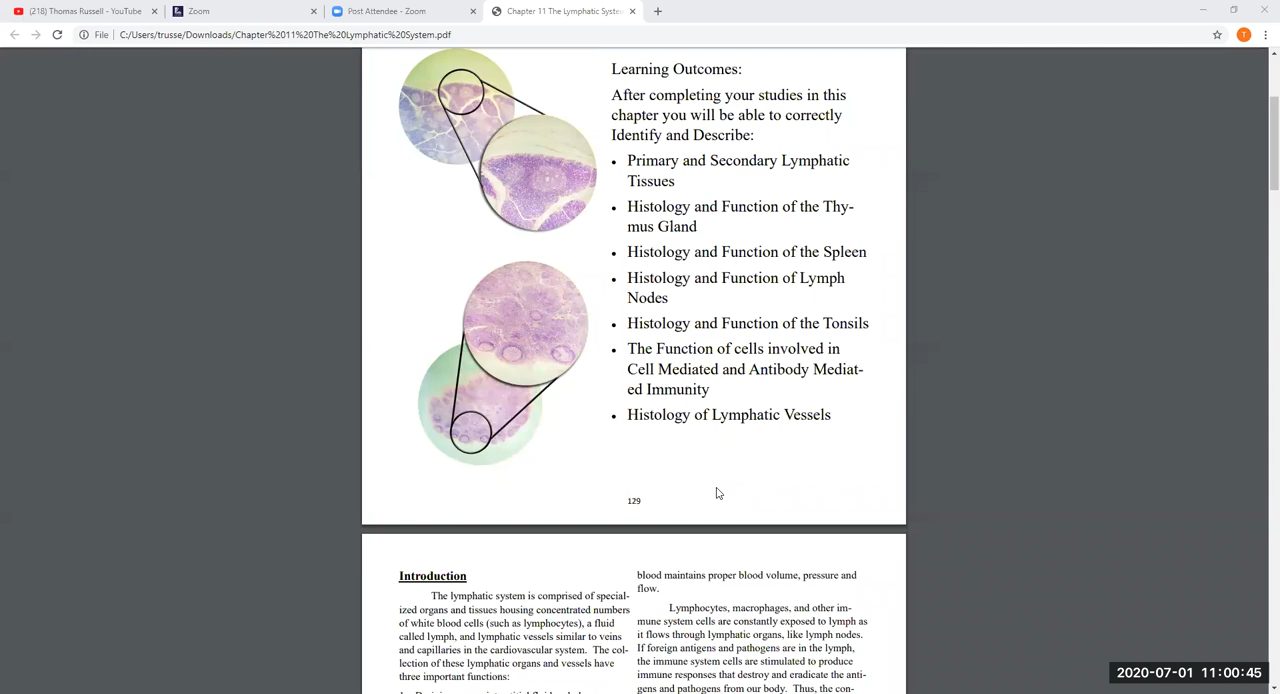 (218) Thomas Russell - YouTube
Zoom
Post Attendee - Zoom
Chapter 11 The Lymphatic Syste
File
C:/Users/trusse/Downloads/Chapter%2011%20The%20Lymphatic%20System.pdf
T
Learning Outcomes:
After completing your studies in this
chapter you will be able to correctly
Identify and Describe:
• Primary and Secondary Lymphatic
Tissues
• Histology and Function of the Thy-
mus Gland
• Histology and Function of the Spleen
• Histology and Function of Lymph
Nodes
• Histology and Function of the Tonsils
• The Function of cells involved in
Cell Mediated and Antibody Mediat-
ed Immunity
• Histology of Lymphatic Vessels
129
Introduction
The lymphatic system is comprised of special-
ized organs and tissues housing concentrated numbers
of white blood cells (such as lymphocytes), a fluid
called lymph, and lymphatic vessels similar to veins
and capillaries in the cardiovascular system. The col-
lection of these lymphatic organs and vessels have
three important functions:
blood maintains proper blood volume, pressure and
flow.
Lymphocytes, macrophages, and other im-
mune system cells are constantly exposed to lymph as
it flows through lymphatic organs, like lymph nodes.
If foreign antigens and pathogens are in the lymph,
the immune system cells are stimulated to produce
immune responses that destroy and eradicate the anti-
gens and pathogens from our body. Thus, the con-
2020-07-01 11:00:45